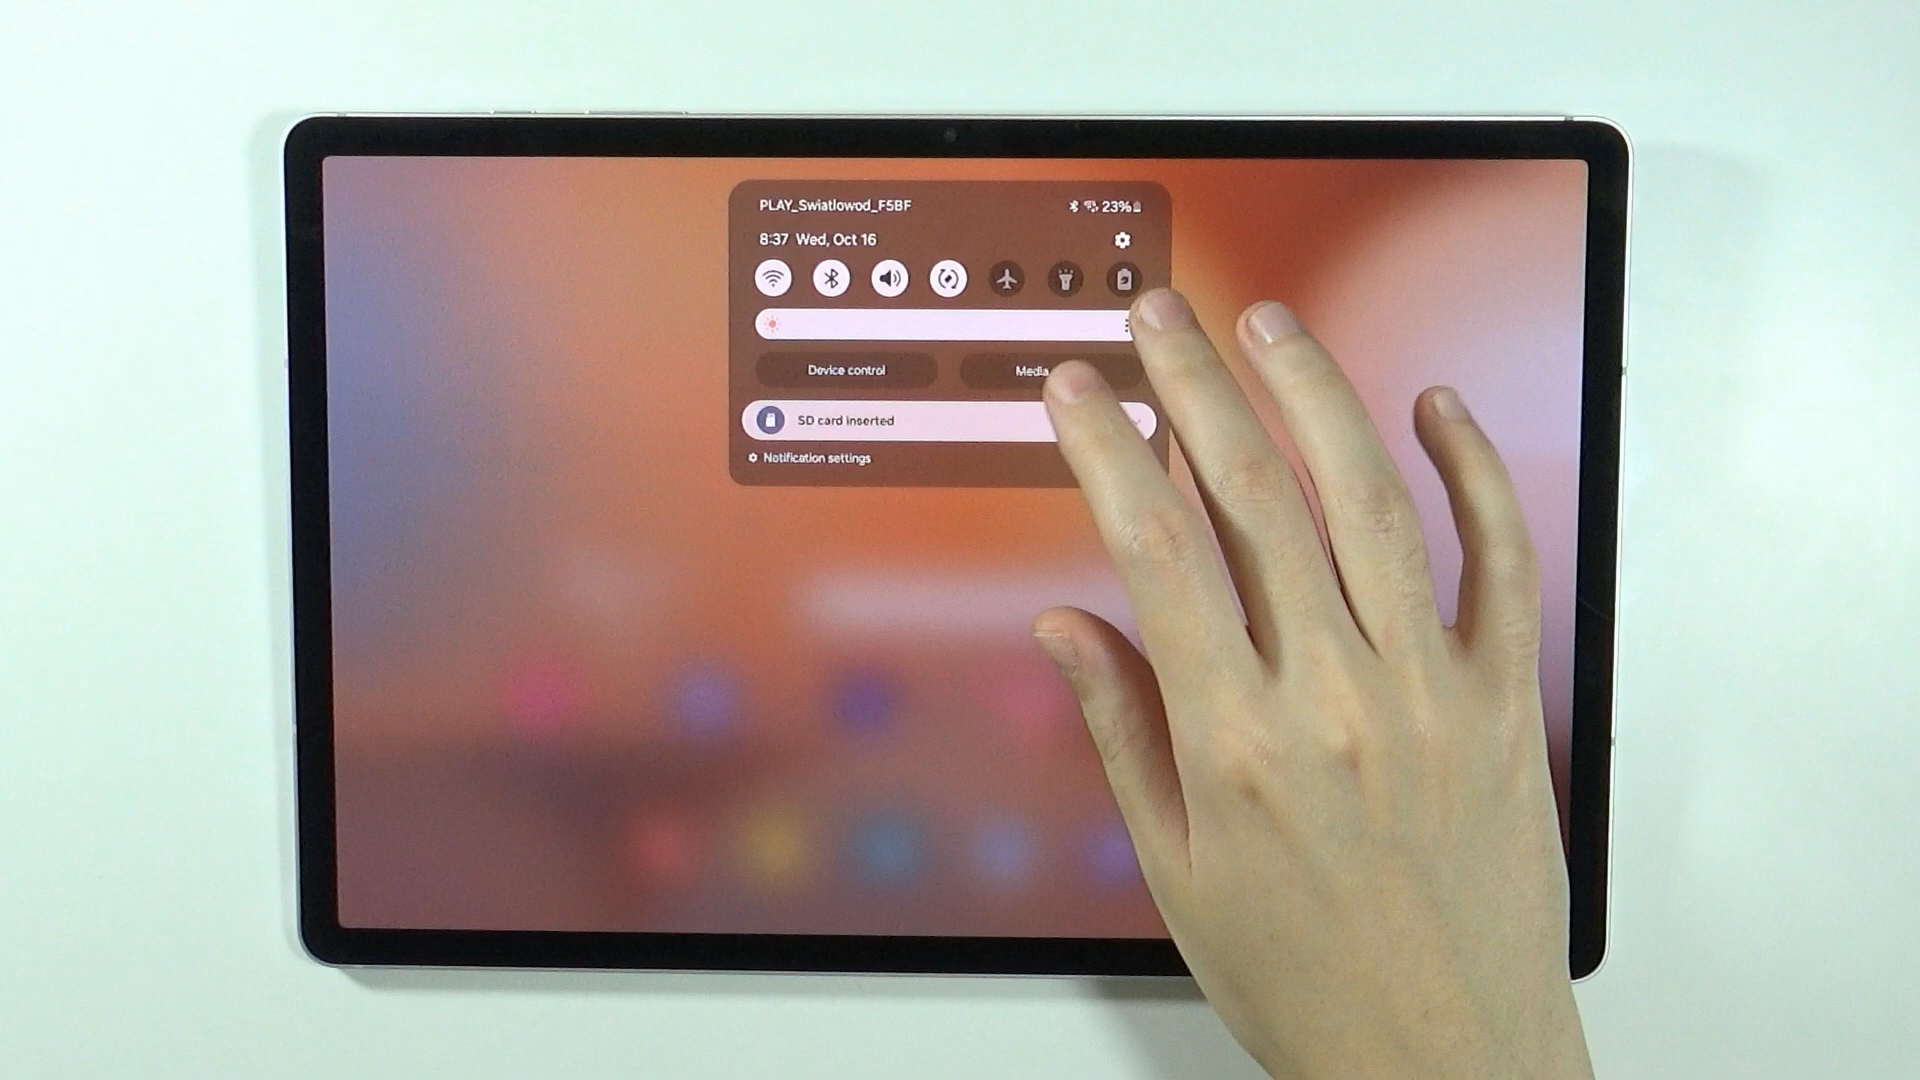 PLAY_Swiatlowod_F5BF
23%
8:37 Wed, Oct 16
Device control
Media
SD card inserted
Notification settings